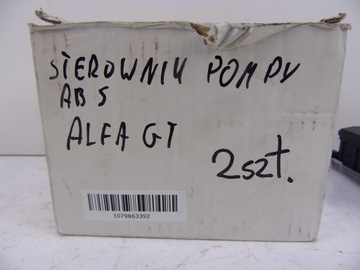 STEROWNIK POMPY
ABS
ALFA GT
2szt.
1079863392